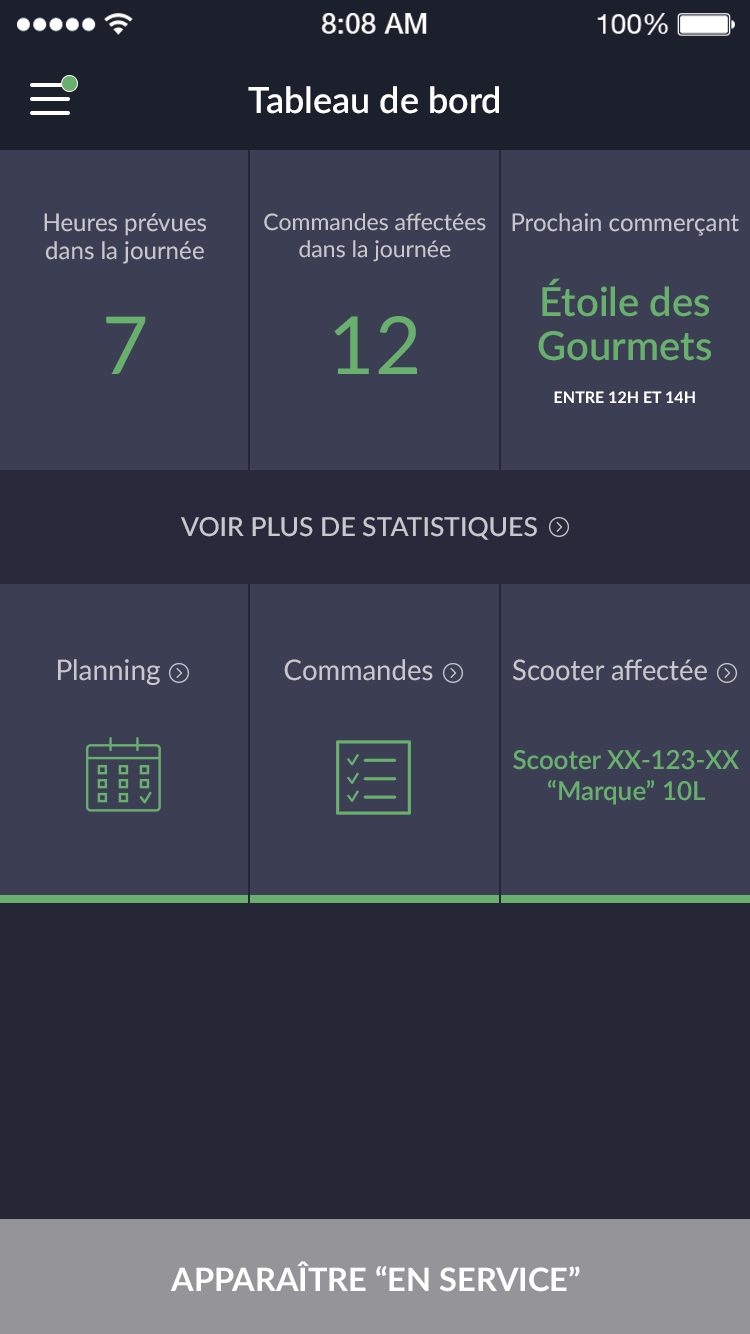 8:08 AM
100%
Tableau de bord
Heures prévues
dans la journée
7
Commandes affectées
dans la journée
12
Prochain commerçant
Étoile des
Gourmets
ENTRE 12H ET 14H
VOIR PLUS DE STATISTIQUES
Planning
Commandes
Scooter affectée
Scooter XX-123-XX
“Marque” 10L
APPARAÎTRE “EN SERVICE”